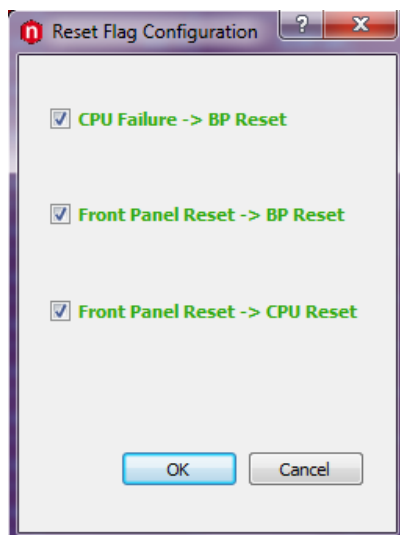 n Reset Flag Configuration ? X
CPU Failure -> BP Reset
Front Panel Reset -> BP Reset
Front Panel Reset -> CPU Reset
OK Cancel